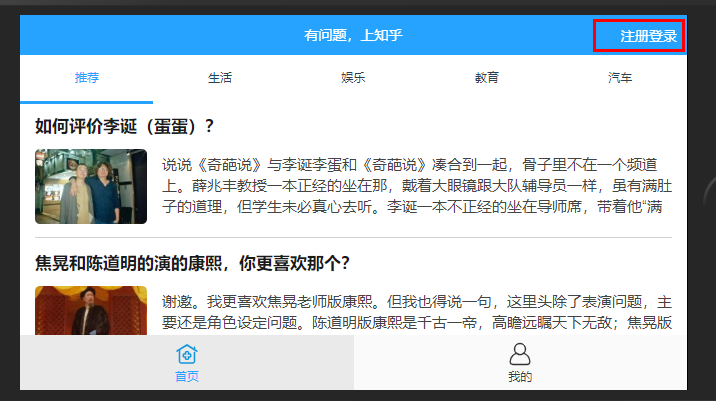 有问题，上知乎
注册登录
推荐 生活 娱乐 教育 汽车
如何评价李诞（蛋蛋）？
说说《奇葩说》与李诞李蛋和《奇葩说》凑合到一起，骨子里不在一个频道
上。薛兆丰教授一本正经的坐在那，戴着大眼镜跟大队辅导员一样，虽有满肚
子的道理，但学生未必真心去听。李诞一本不正经的坐在导师席，带着他“满
焦晃和陈道明的演的康熙，你更喜欢那个？
谢邀。我更喜欢焦晃老师版康熙。但我也得说一句，这里头除了表演问题，主
要还是角色设定问题。陈道明版康熙是千古一帝，高瞻远瞩天下无敌；焦晃版
首页 我的